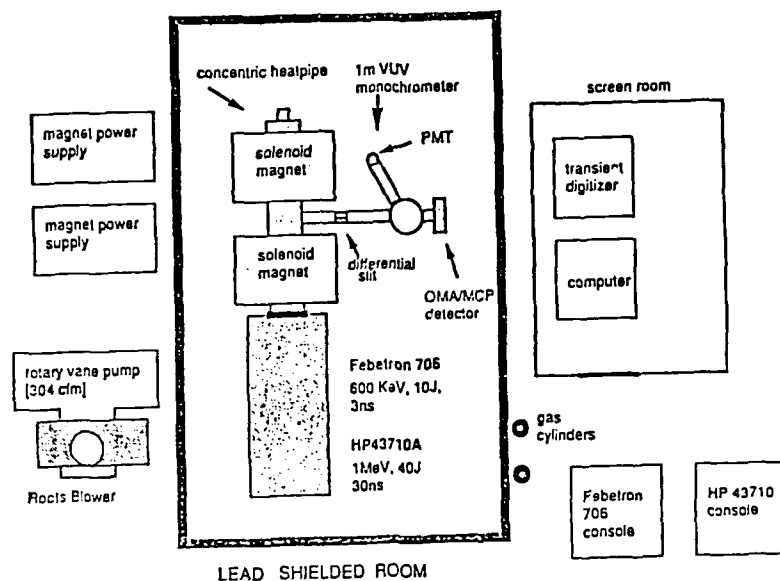 concentric heatpipe
1m VUV
monochrometer
screen room
magnet power
supply
solenoid
magnet
PMT
transient
digitizer
magnet power
supply
solenoid
magnet
differential
slit
OMA/MCP
detector
computer
rotary vane pump
[304 cfm]
Roots Blower
Febetron 706
600 KeV, 10J,
3ns
HP43710A
1MeV, 40J
30ns
gas
cylinders
Febetron
706
console
HP 43710
console
LEAD SHIELDED ROOM